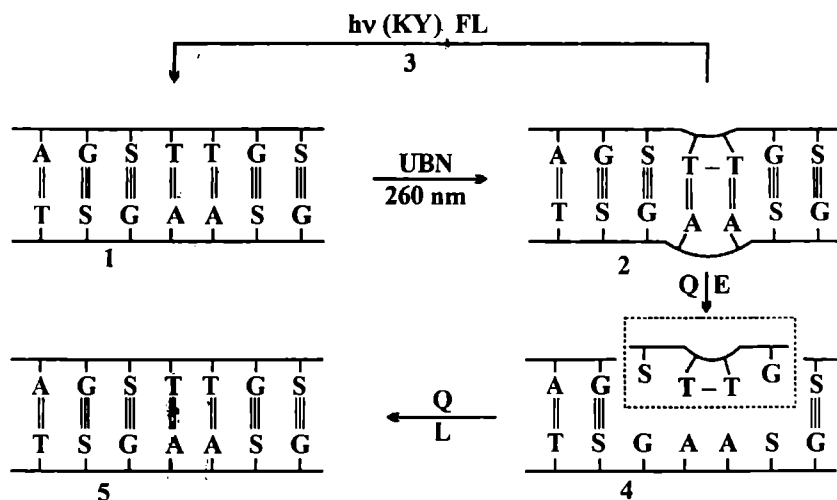 hν (KY) FL
3
A G S T T G S
T S G A A S G
1
UBN
260 nm
A G S T – T G S
T S G A A S G
2
Q E
A G S T T G S
T S G A A S G
5
Q
L
A G S T – T G S
T S G A A S G
4